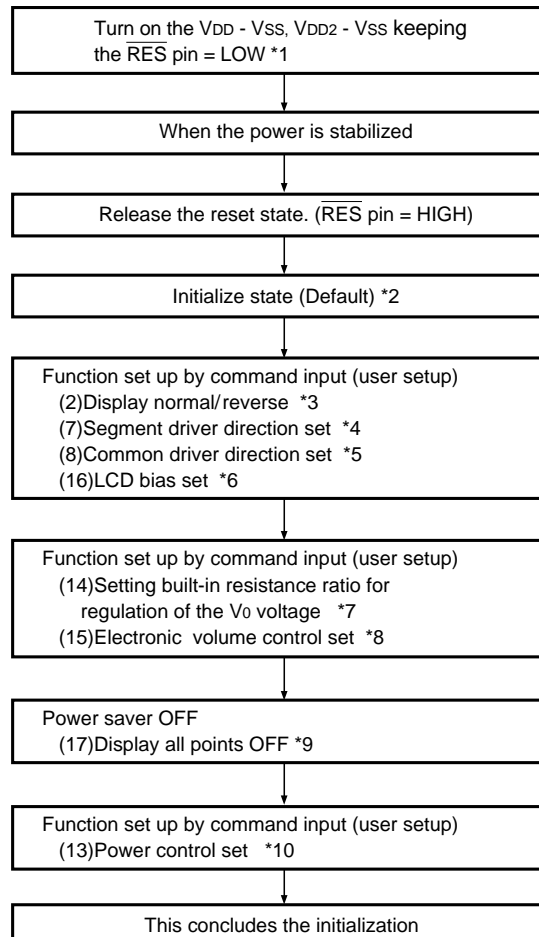 Turn on the VDD - VSS, VDD2 - VSS keeping
the RES pin = LOW *1
When the power is stabilized
Release the reset state. (RES pin = HIGH)
Initialize state (Default) *2
Function set up by command input (user setup)
(2)Display normal/reverse *3
(7)Segment driver direction set *4
(8)Common driver direction set *5
(16)LCD bias set *6
Function set up by command input (user setup)
(14)Setting built-in resistance ratio for
regulation of the V0 voltage *7
(15)Electronic volume control set *8
Power saver OFF
(17)Display all points OFF *9
Function set up by command input (user setup)
(13)Power control set *10
This concludes the initialization